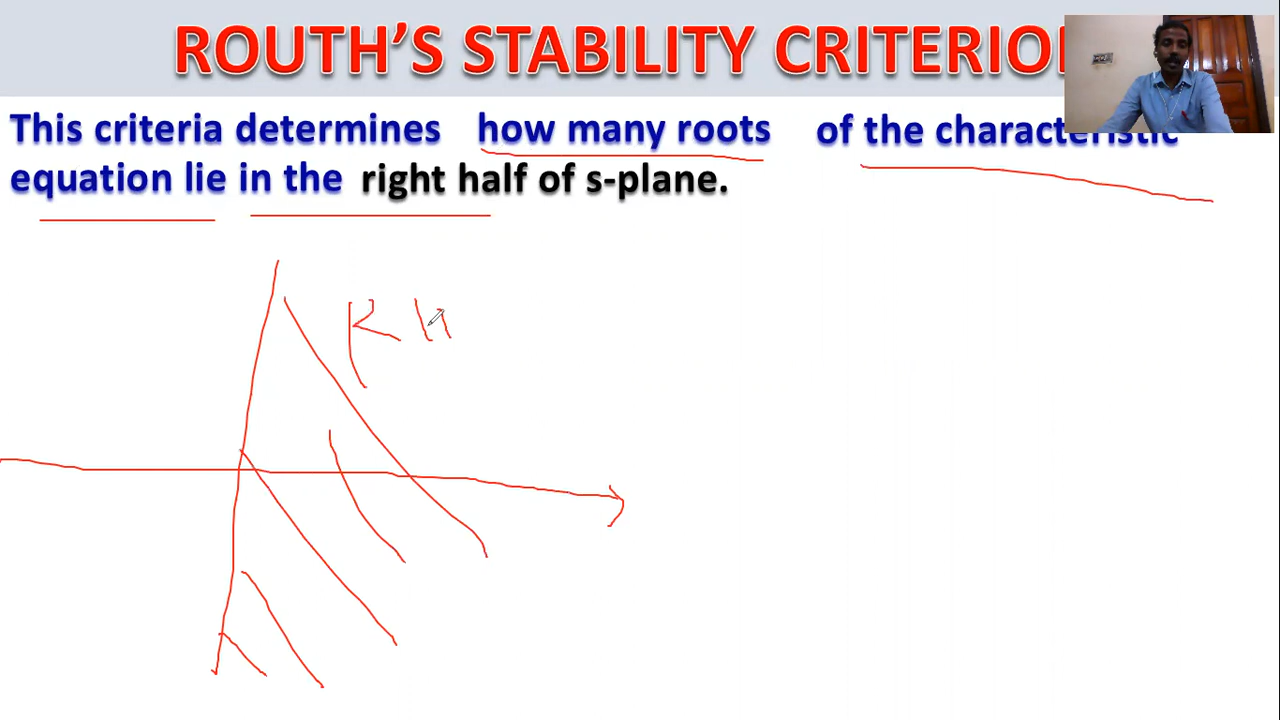 ROUTH'S STABILITY CRITERION
This criteria determines how many roots of the characteristic
equation lie in the right half of s-plane.
R H